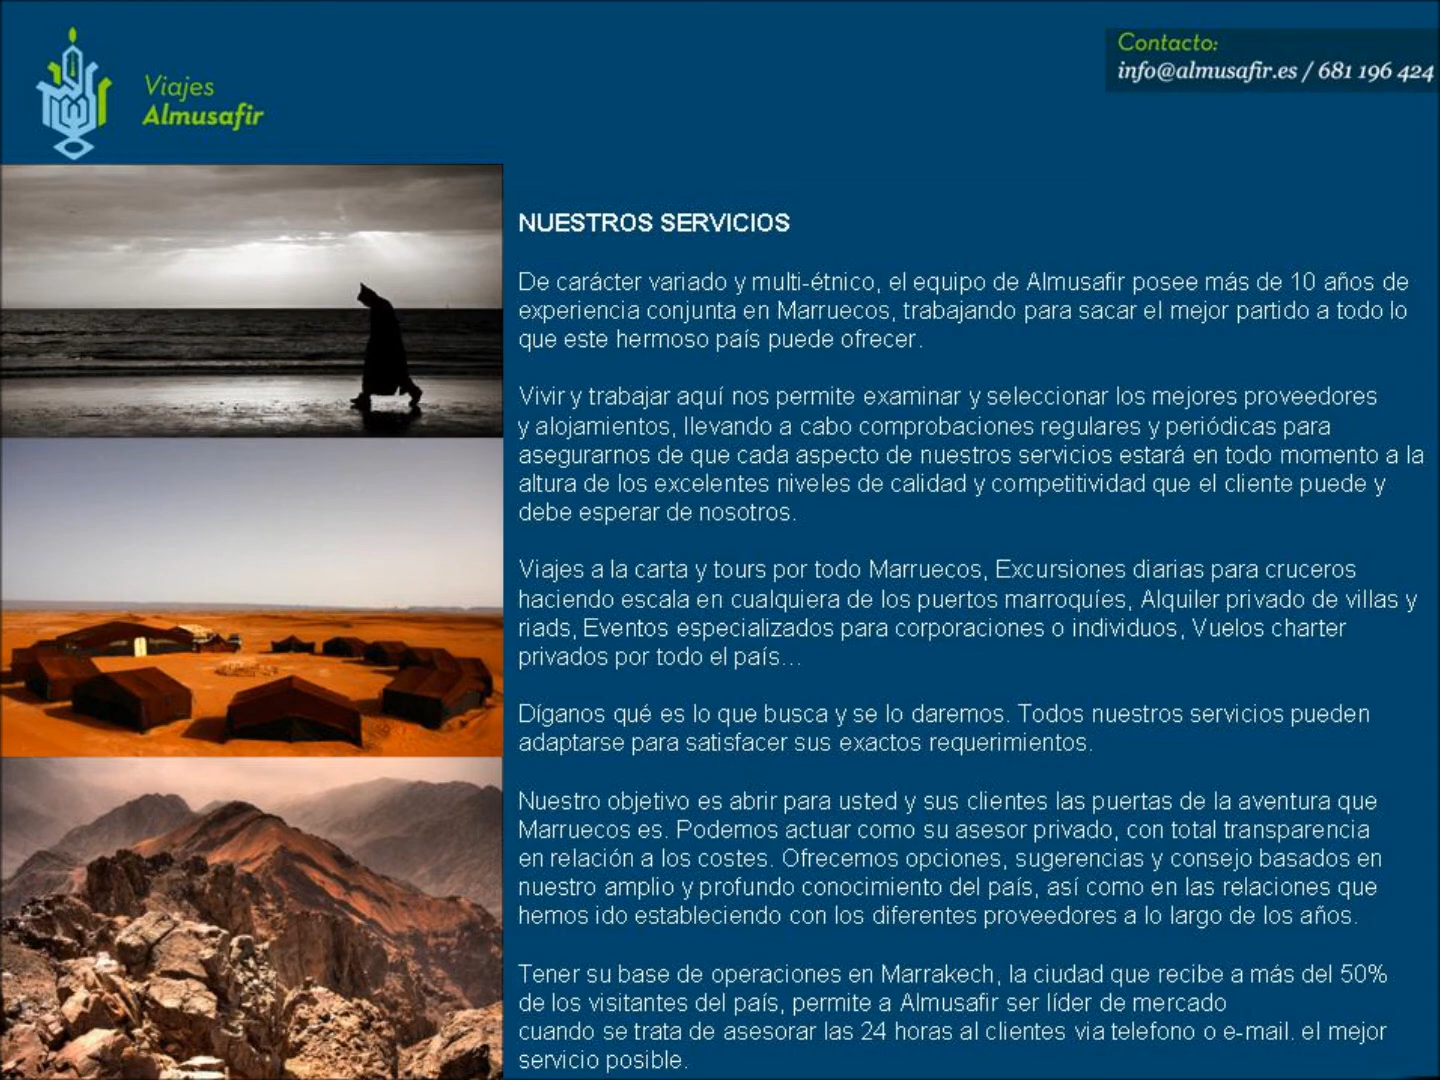 Viajes
Almusafir
Contacto:
info@almusafir.es / 681 196 424
NUESTROS SERVICIOS
De carácter variado y multi-étnico, el equipo de Almusafir posee más de 10 años de
experiencia conjunta en Marruecos, trabajando para sacar el mejor partido a todo lo
que este hermoso país puede ofrecer.
Vivir y trabajar aquí nos permite examinar y seleccionar los mejores proveedores
y alojamientos, llevando a cabo comprobaciones regulares y periódicas para
asegurarnos de que cada aspecto de nuestros servicios estará en todo momento a la
altura de los excelentes niveles de calidad y competitividad que el cliente puede y
debe esperar de nosotros.
Viajes a la carta y tours por todo Marruecos, Excursiones diarias para cruceros
haciendo escala en cualquiera de los puertos marroquíes, Alquiler privado de villas y
riads, Eventos especializados para corporaciones o individuos, Vuelos charter
privados por todo el país...
Díganos qué es lo que busca y se lo daremos. Todos nuestros servicios pueden
adaptarse para satisfacer sus exactos requerimientos.
Nuestro objetivo es abrir para usted y sus clientes las puertas de la aventura que
Marruecos es. Podemos actuar como su asesor privado, con total transparencia
en relación a los costes. Ofrecemos opciones, sugerencias y consejo basados en
nuestro amplio y profundo conocimiento del país, así como en las relaciones que
hemos ido estableciendo con los diferentes proveedores a lo largo de los años.
Tener su base de operaciones en Marrakech, la ciudad que recibe a más del 50%
de los visitantes del país, permite a Almusafir ser líder de mercado
cuando se trata de asesorar las 24 horas al clientes via telefono o e-mail. el mejor
servicio posible.